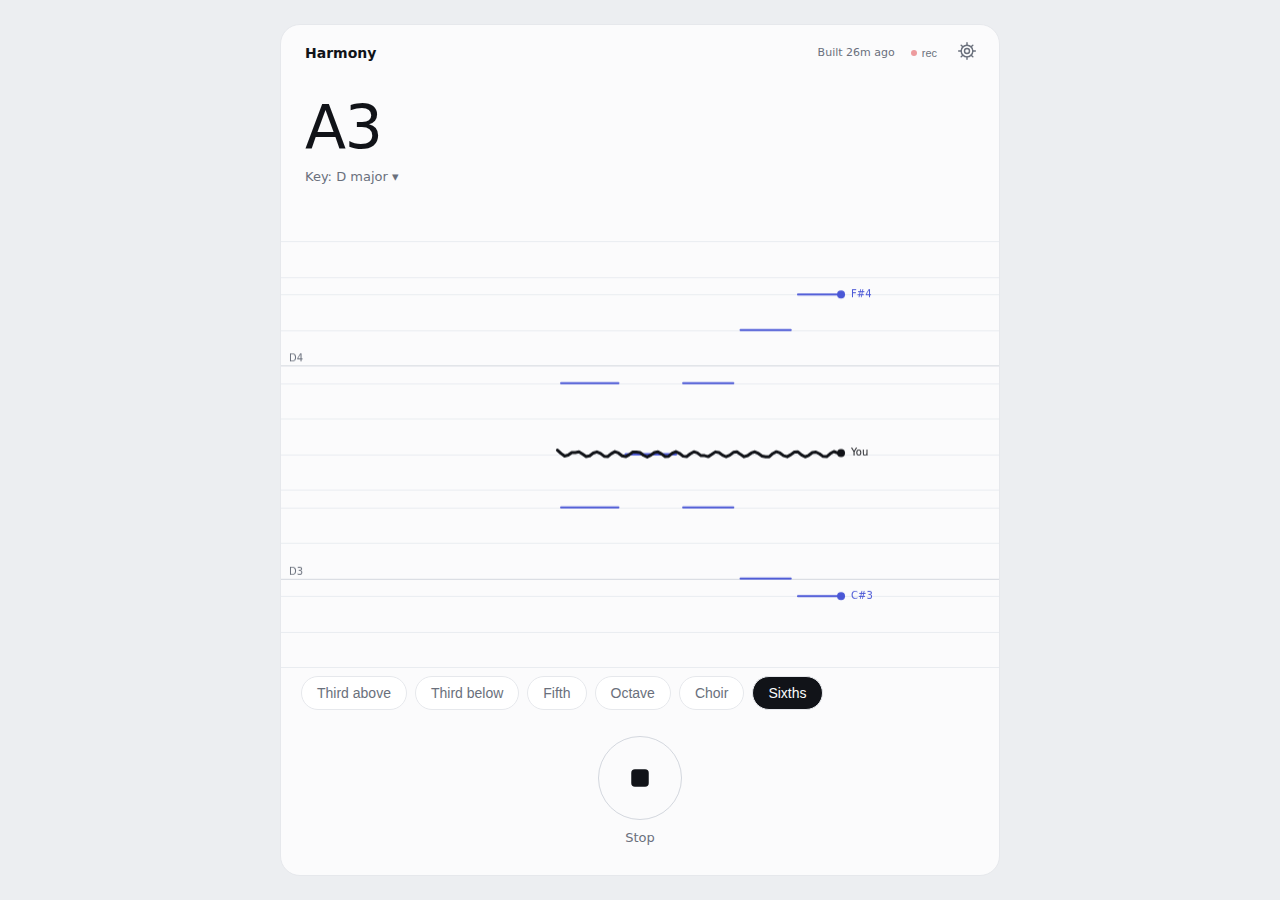 Harmony
Built 26m ago
rec
A3
Key: D major ▾
F#4
D4
You
D3
C#3
Third above
Third below
Fifth
Octave
Choir
Sixths
Stop